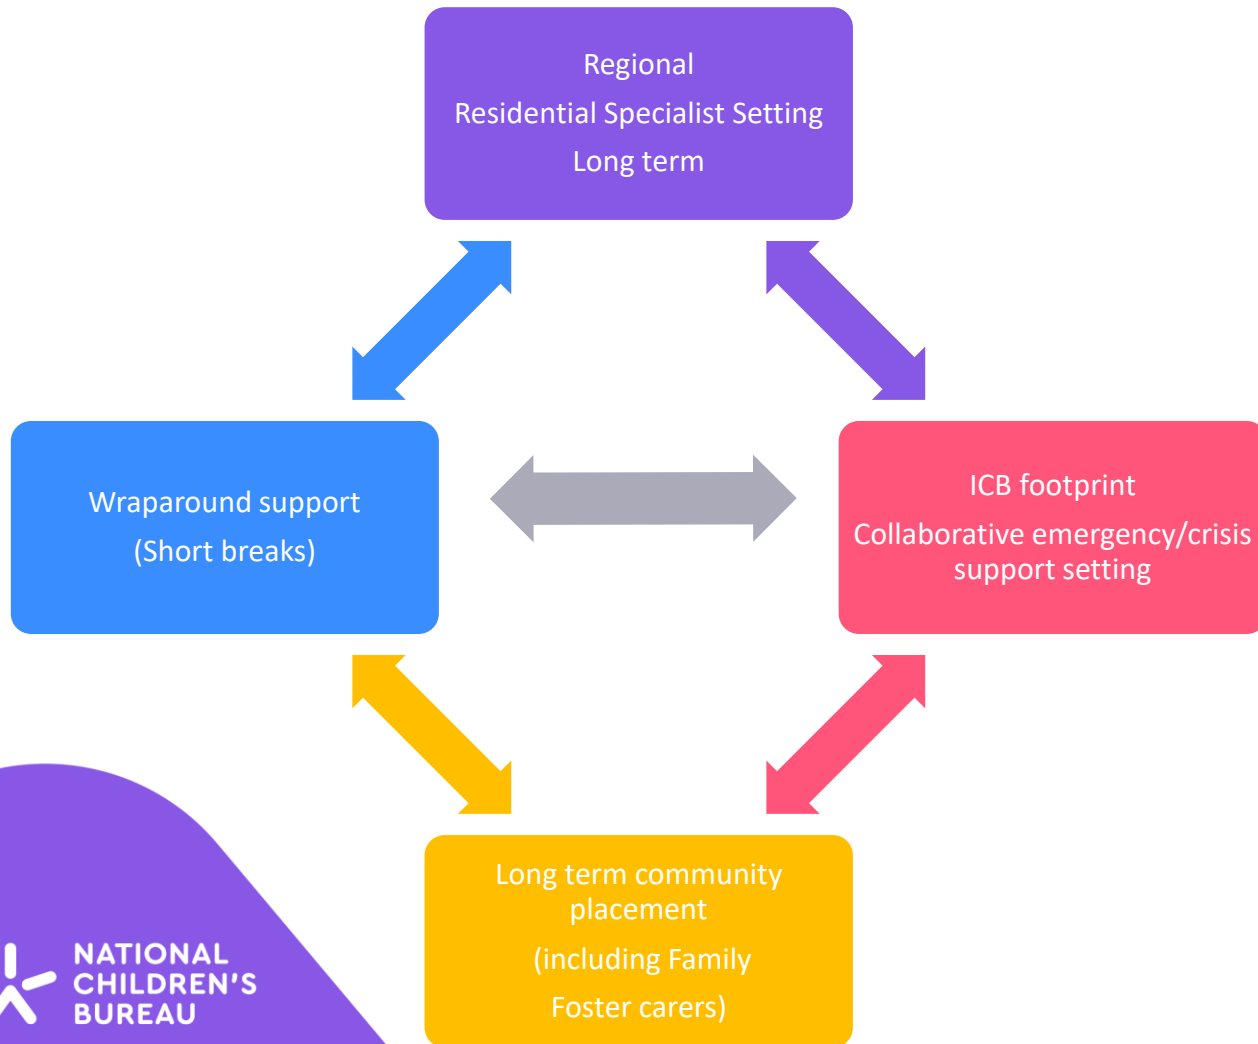 Regional
Residential Specialist Setting
Long term
Wraparound support
(Short breaks)
ICB footprint
Collaborative emergency/crisis
support setting
Long term community
placement
(including Family
Foster carers)
NATIONAL
CHILDREN'S
BUREAU